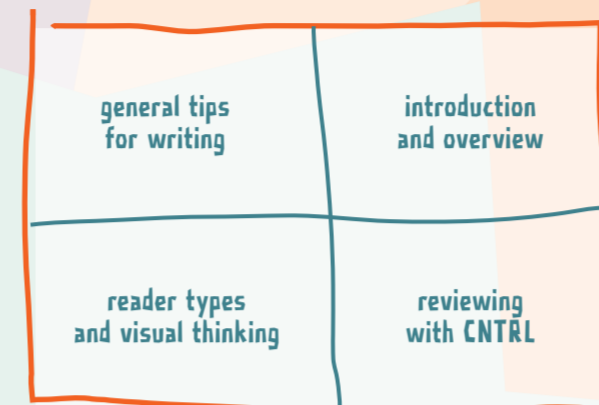 general tips
for writing
introduction
and overview
reader types
and visual thinking
reviewing
with CNTRL